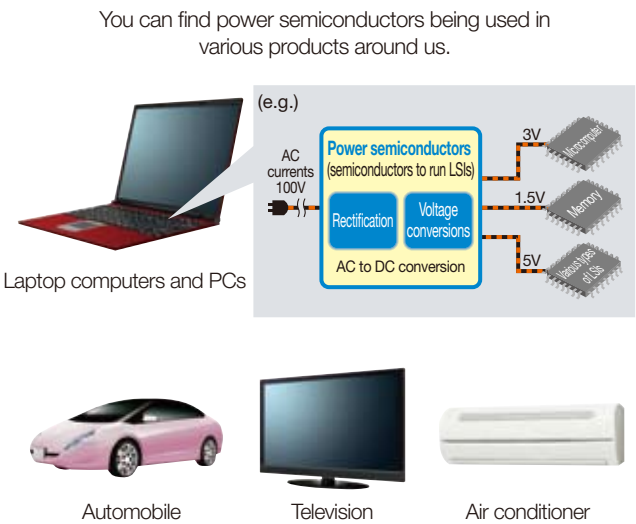 You can find power semiconductors being used in
various products around us.
(e.g.)
AC
currents
100V
Power semiconductors
(semiconductors to run LSIs)
Rectification
Voltage
conversions
AC to DC conversion
3V
Microcomputer
1.5V
Memory
5V
Various types
of LSIs
Laptop computers and PCs
Automobile
Television
Air conditioner